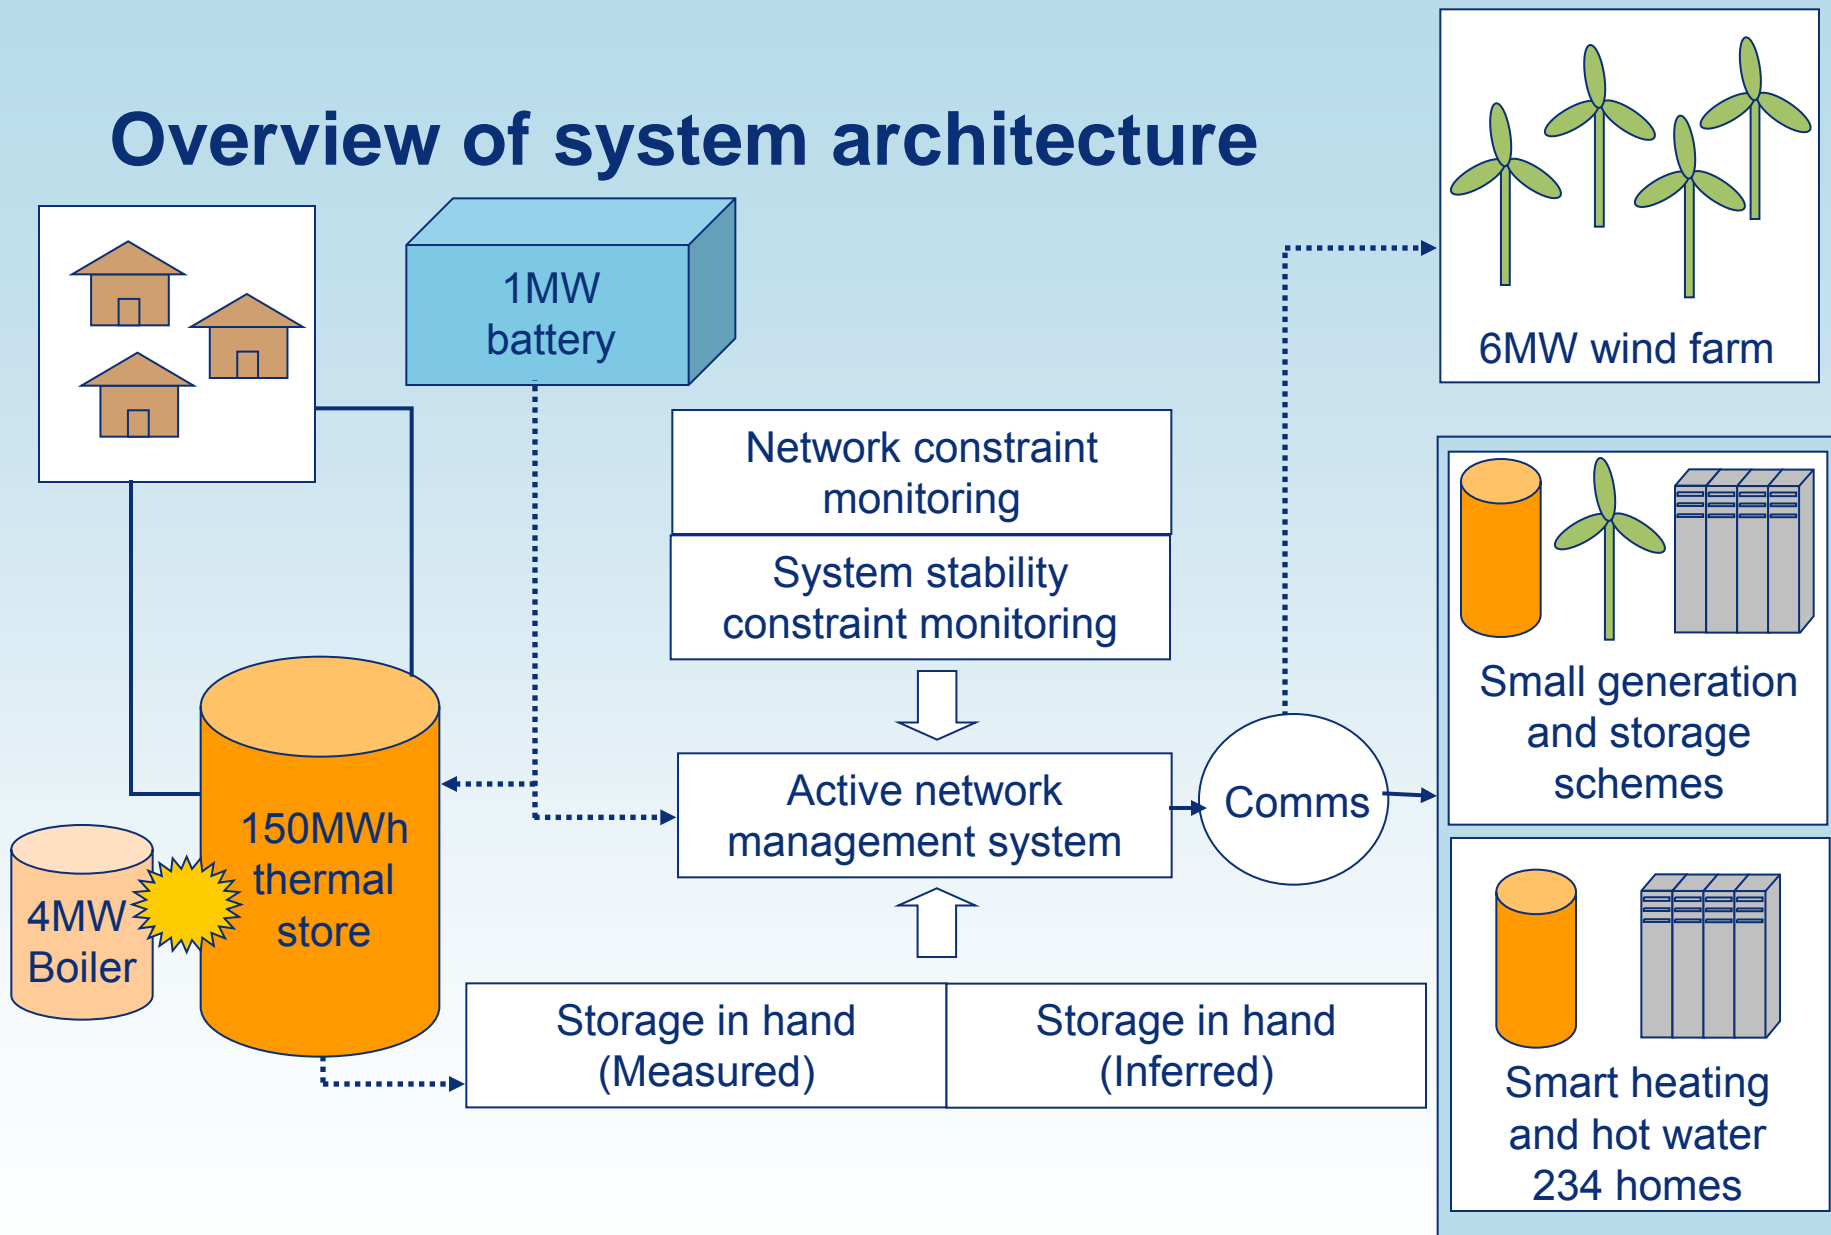 Overview of system architecture
1MW
battery
6MW wind farm
Network constraint
monitoring
System stability
constraint monitoring
Small generation
and storage
schemes
Active network
management system
Comms
150MWh
thermal
store
4MW
Boiler
Storage in hand
(Measured)
Storage in hand
(Inferred)
Smart heating
and hot water
234 homes